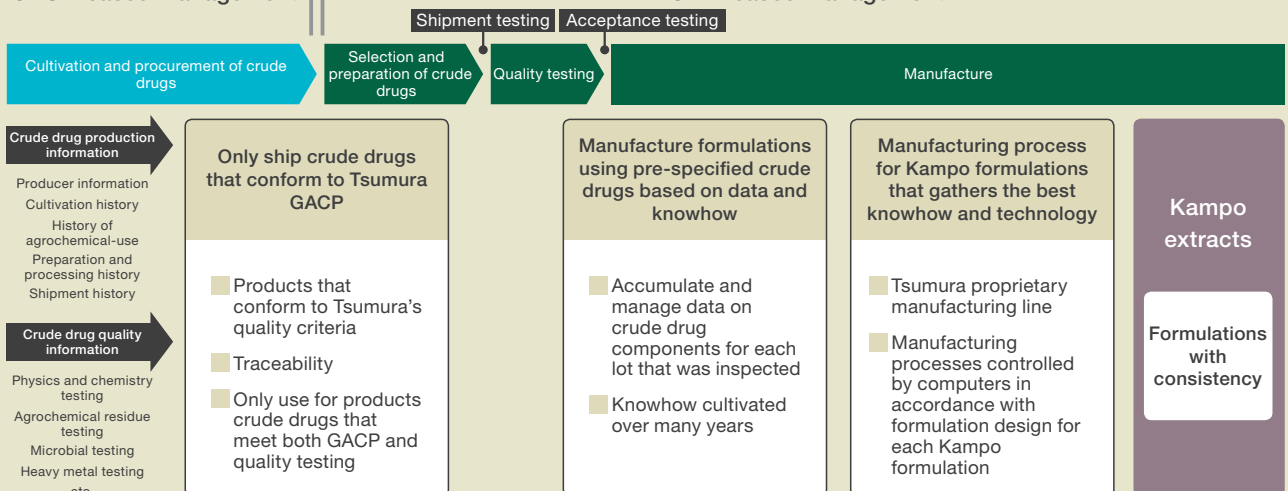 Shipment testing
Acceptance testing
Cultivation and procurement of crude
drugs
Selection and
preparation of crude
drugs
Quality testing
Manufacture
Crude drug production
information
Producer information
Cultivation history
History of
agrochemical-use
Preparation and
processing history
Shipment history
Crude drug quality
information
Physics and chemistry
testing
Agrochemical residue
testing
Microbial testing
Heavy metal testing
Only ship crude drugs
that conform to Tsumura
GACP
Products that
conform to Tsumura’s
quality criteria
Traceability
Only use for products
crude drugs that
meet both GACP and
quality testing
Manufacture formulations
using pre-specified crude
drugs based on data and
knowhow
Accumulate and
manage data on
crude drug
components for each
lot that was inspected
Knowhow cultivated
over many years
Manufacturing process
for Kampo formulations
that gathers the best
knowhow and technology
Tsumura proprietary
manufacturing line
Manufacturing
processes controlled
by computers in
accordance with
formulation design for
each Kampo
formulation
Kampo
extracts
Formulations
with
consistency